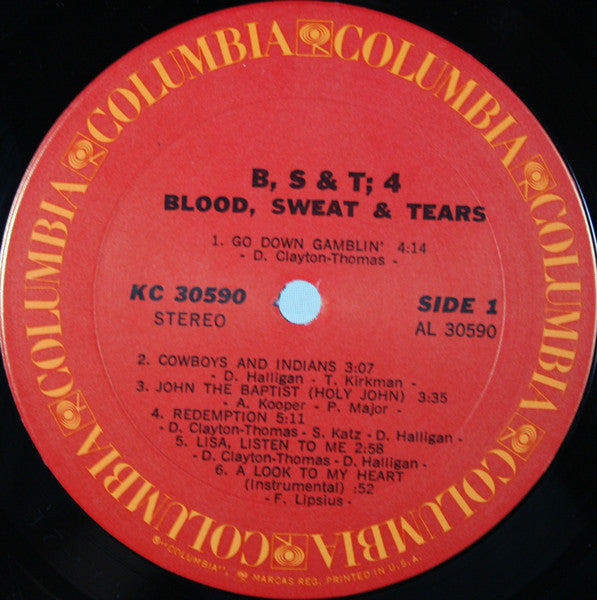 COLUMBIA COLUMBIA COLUMBIA COLUMBIA COLUMBIA COLUMBIA
B, S & T; 4
BLOOD, SWEAT & TEARS
1. GO DOWN GAMBLIN' 4:14
- D. Clayton-Thomas -
KC 30590
STEREO
SIDE 1
AL 30590
2. COWBOYS AND INDIANS 3:07
- D. Halligan - T. Kirkman -
3. JOHN THE BAPTIST (HOLY JOHN) 3:35
- A. Kooper - P. Major -
4. REDEMPTION 5:11
- D. Clayton-Thomas - S. Katz - D. Halligan -
5. LISA, LISTEN TO ME 2:58
- D. Clayton-Thomas - D. Halligan -
6. A LOOK TO MY HEART
(Instrumental) :52
- F. Lipsius -
® "COLUMBIA", MARCAS REG. PRINTED IN U.S.A.